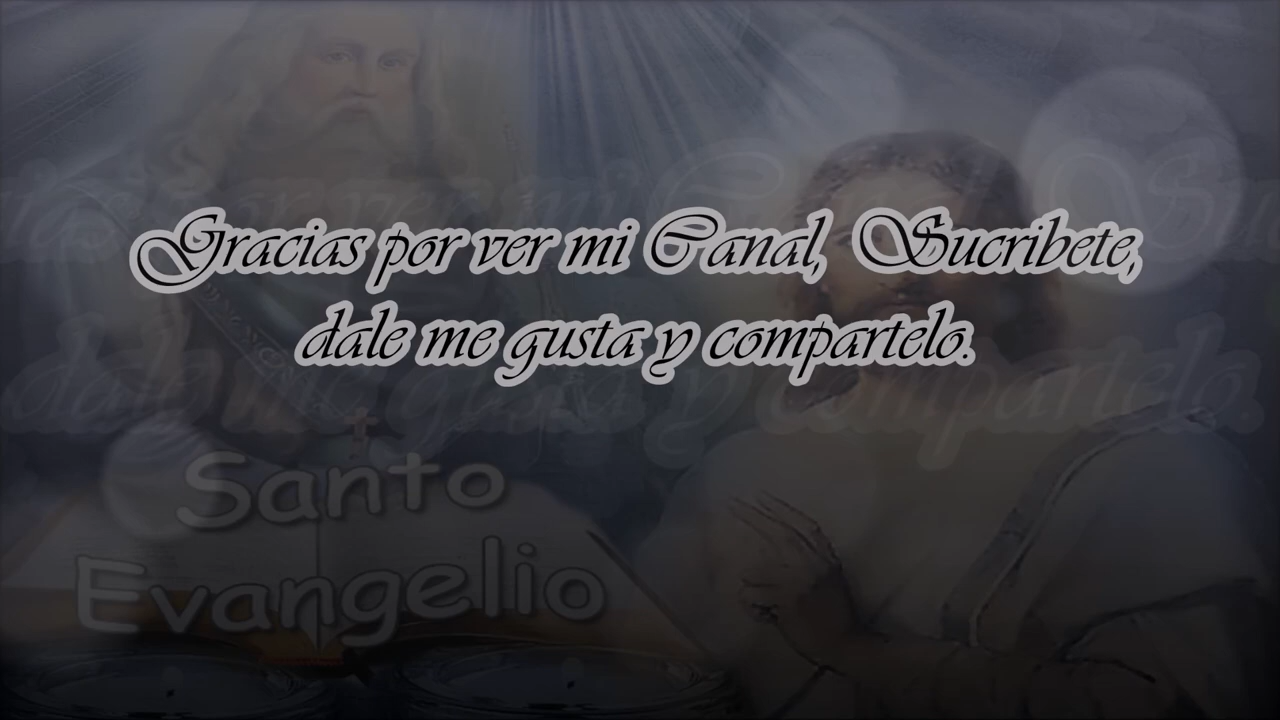 Gracias por ver mi Canal, Sucribete,
dale me gusta y compartelo.
Santo
Evangelio